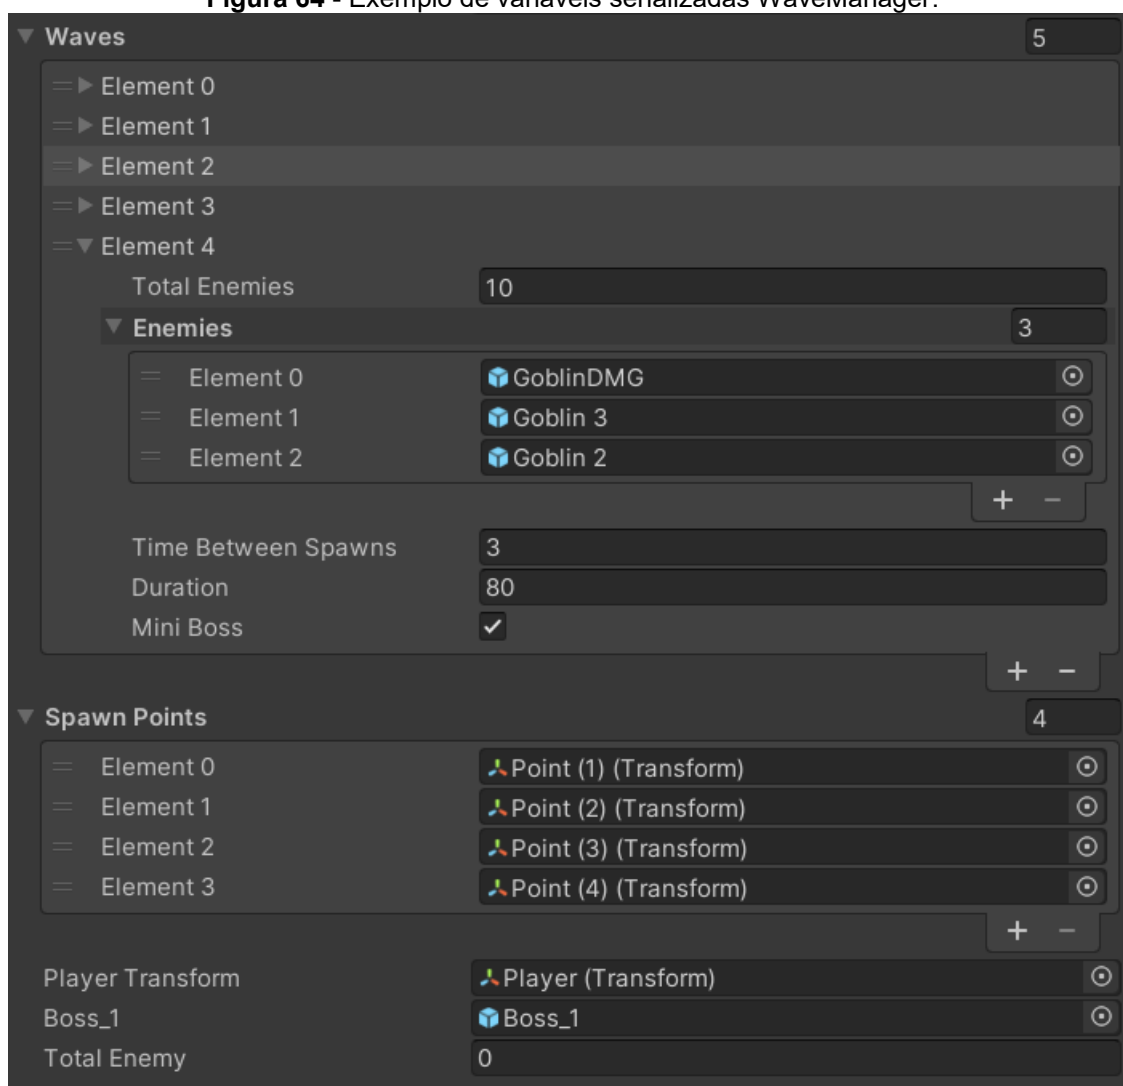 Figura 64 - Exemplo de variáveis serializadas WaveManager.
Waves 5
Element 0
Element 1
Element 2
Element 3
Element 4
Total Enemies 10
Enemies 3
Element 0 GoblinDMG
Element 1 Goblin 3
Element 2 Goblin 2
+ -
Time Between Spawns 3
Duration 80
Mini Boss
+ -
Spawn Points 4
Element 0 Point (1) (Transform)
Element 1 Point (2) (Transform)
Element 2 Point (3) (Transform)
Element 3 Point (4) (Transform)
+ -
Player Transform Player (Transform)
Boss_1 Boss_1
Total Enemy 0